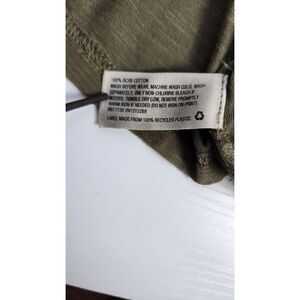 100% COTTON
WASH BEFORE WEAR, MACHINE WASH COLD, WASH
SEPARATELY, ONLY NON-CHLORINE BLEACH IF
NEEDED, TUMBLE DRY LOW, REMOVE PROMPTLY
WARM IRON IF NEEDED (DO NOT IRON ON PRINT)
LABEL MADE FROM 100% RECYCLED PLASTIC.